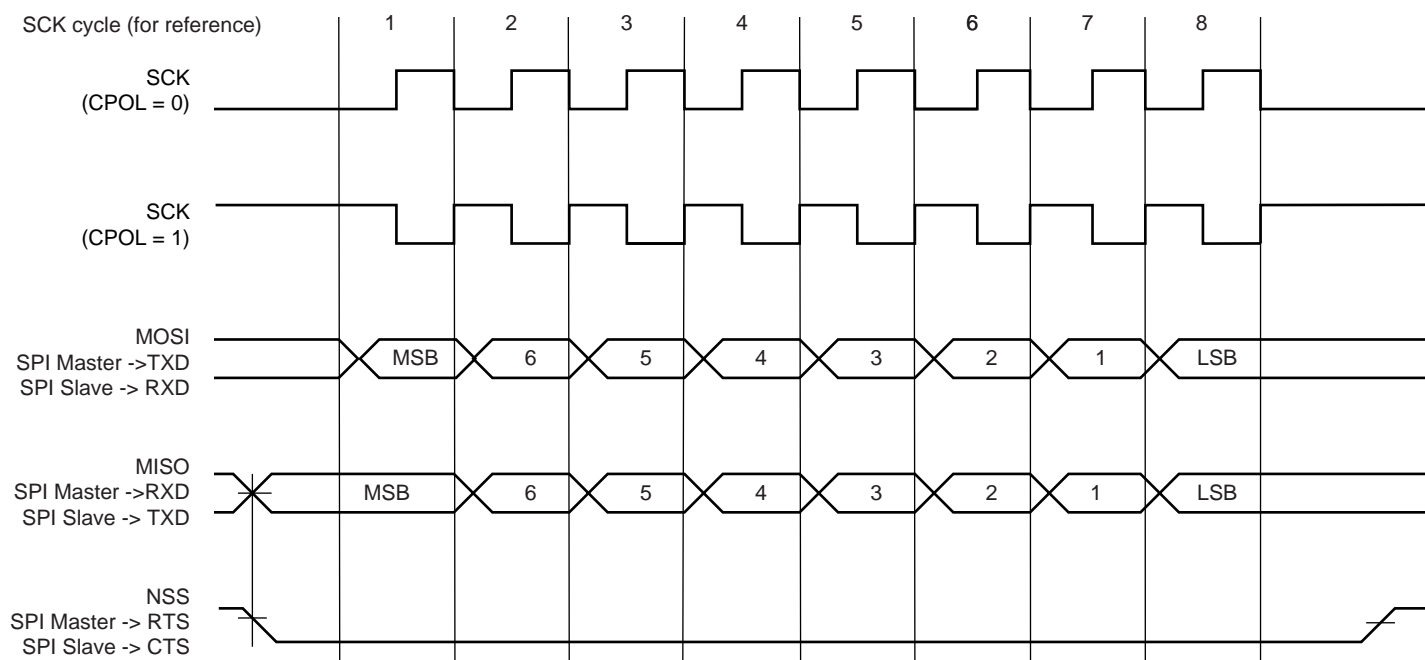 SCK cycle (for reference) 1 2 3 4 5 6 7 8
SCK
(CPOL = 0)
SCK
(CPOL = 1)
MOSI
SPI Master ->TXD
SPI Slave -> RXD
MSB 6 5 4 3 2 1 LSB
MISO
SPI Master ->RXD
SPI Slave -> TXD
MSB 6 5 4 3 2 1 LSB
NSS
SPI Master -> RTS
SPI Slave -> CTS